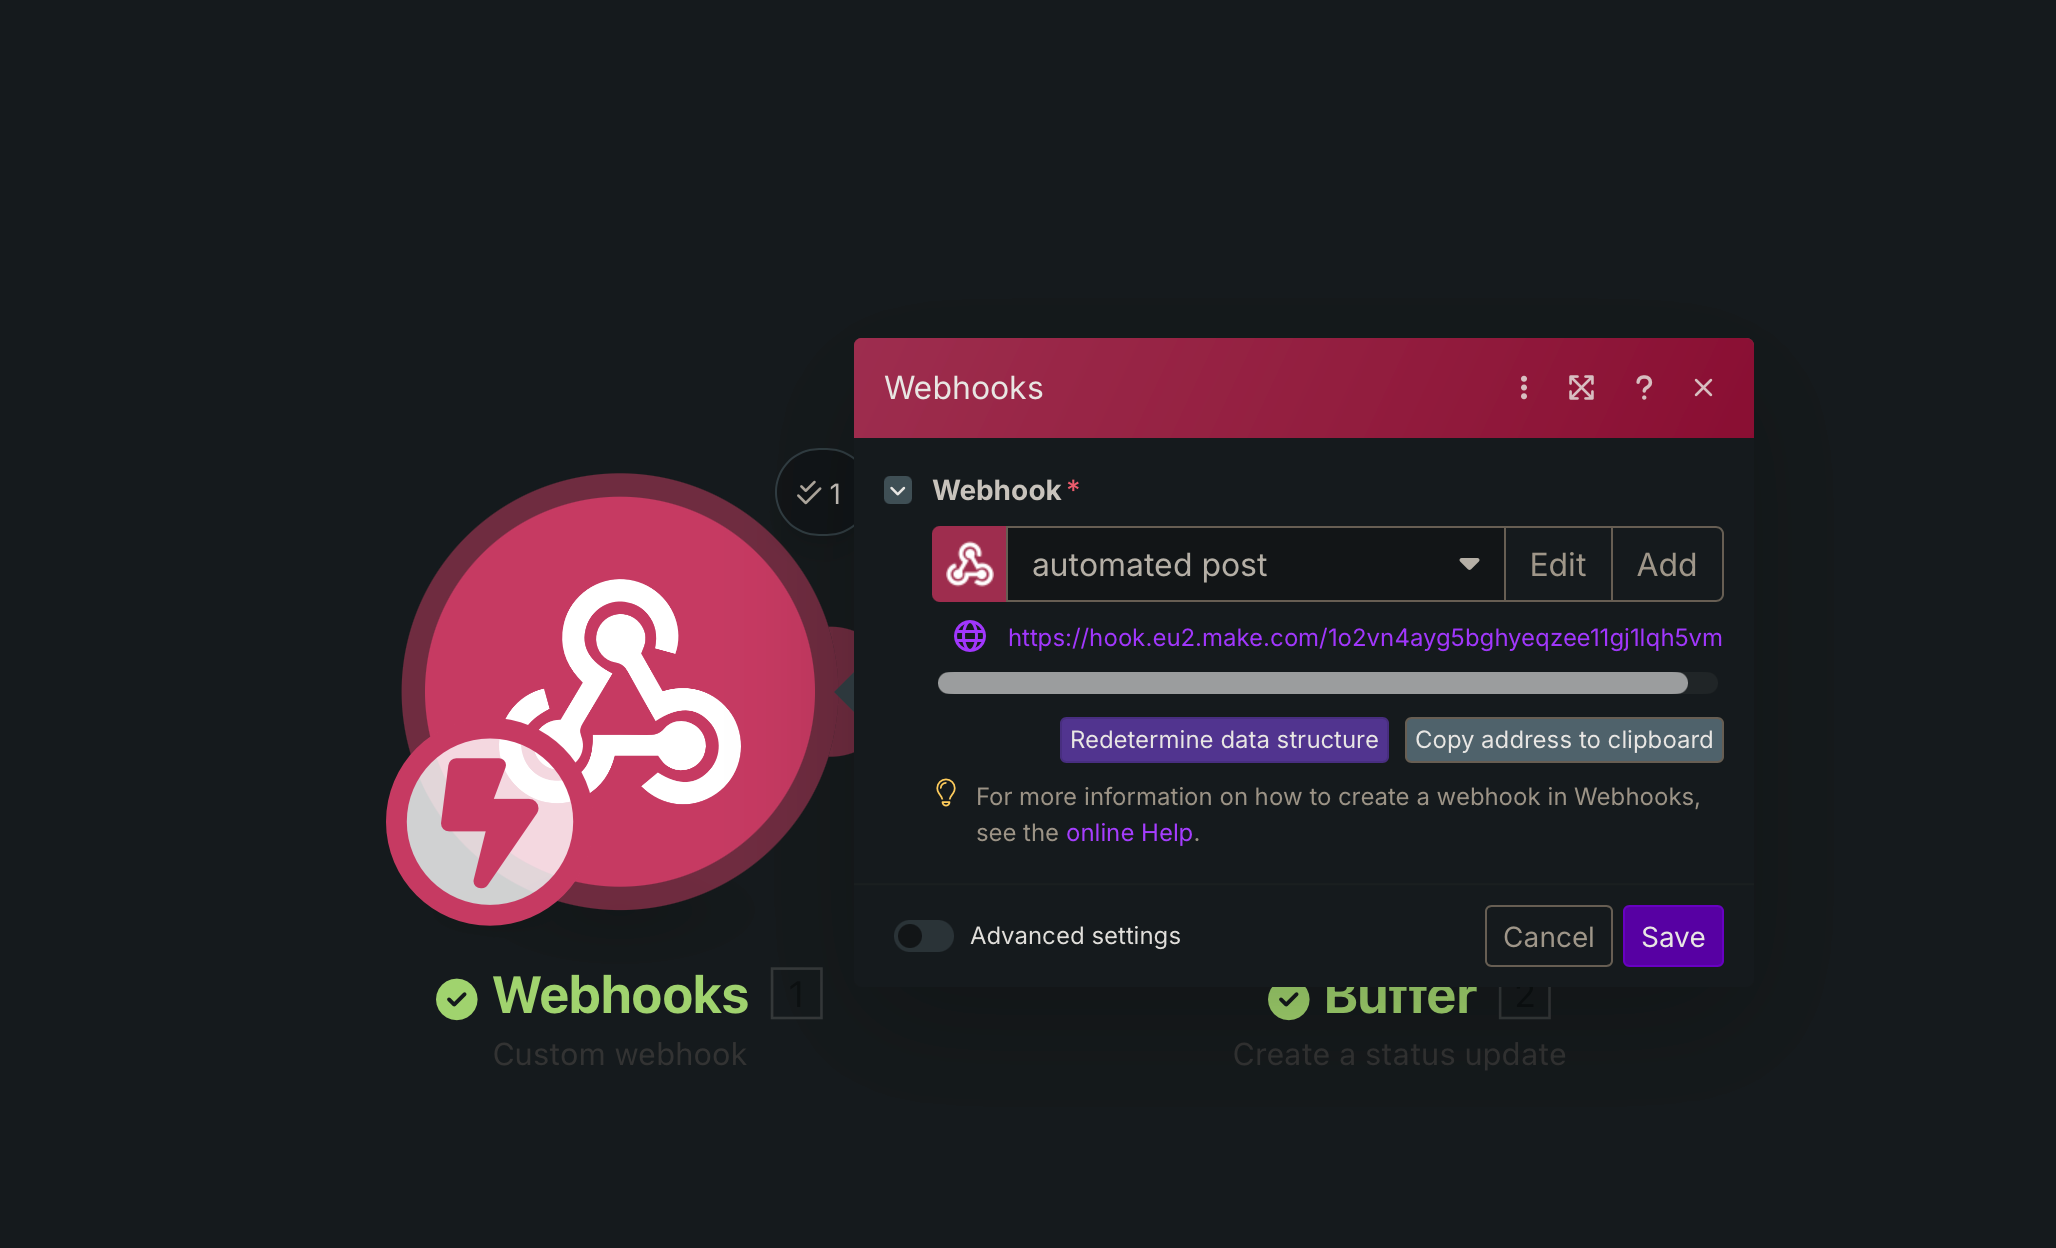 Webhooks
?
1
Webhook *
automated post
Edit
Add
https://hook.eu2.make.com/1o2vn4ayg5bghyeqzee11gj1lqh5vm
Redetermine data structure
Copy address to clipboard
For more information on how to create a webhook in Webhooks,
see the online Help.
Advanced settings
Cancel
Save
Webhooks 1
Custom webhook
Buffer 2
Create a status update